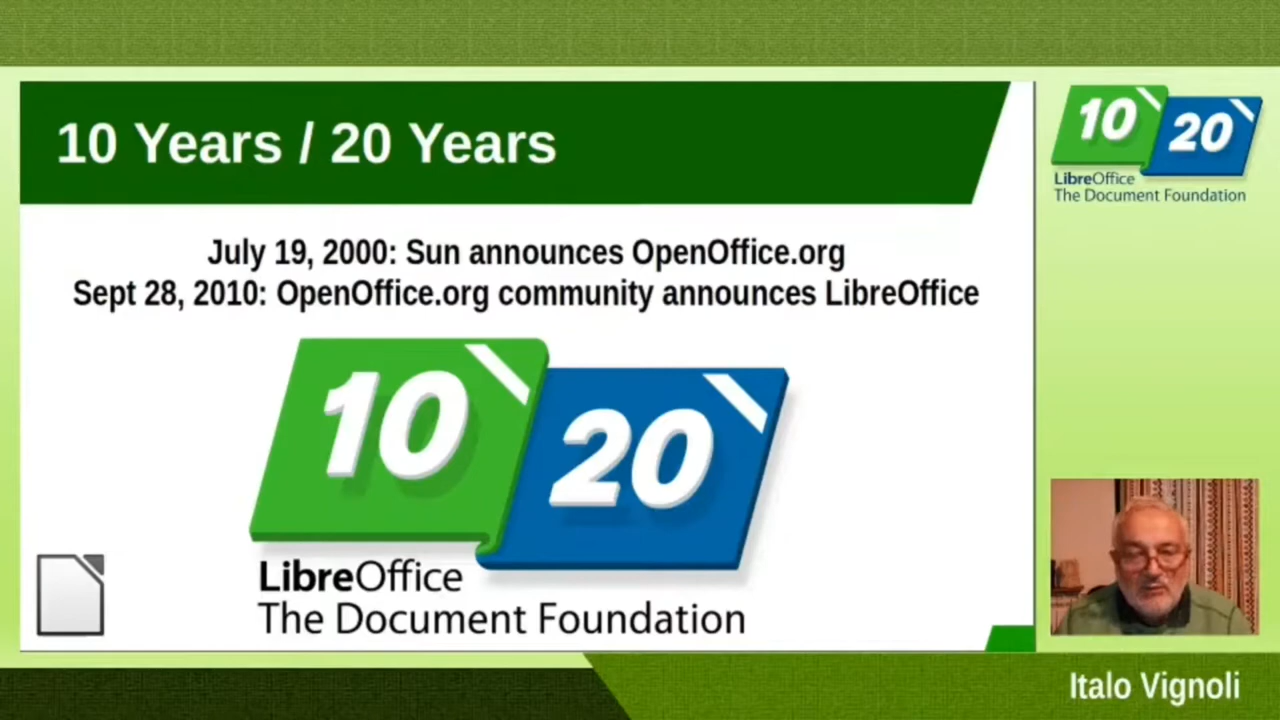 10 Years / 20 Years
July 19, 2000: Sun announces OpenOffice.org
Sept 28, 2010: OpenOffice.org community announces LibreOffice
10
20
LibreOffice
The Document Foundation
10
20
LibreOffice
The Document Foundation
Italo Vignoli